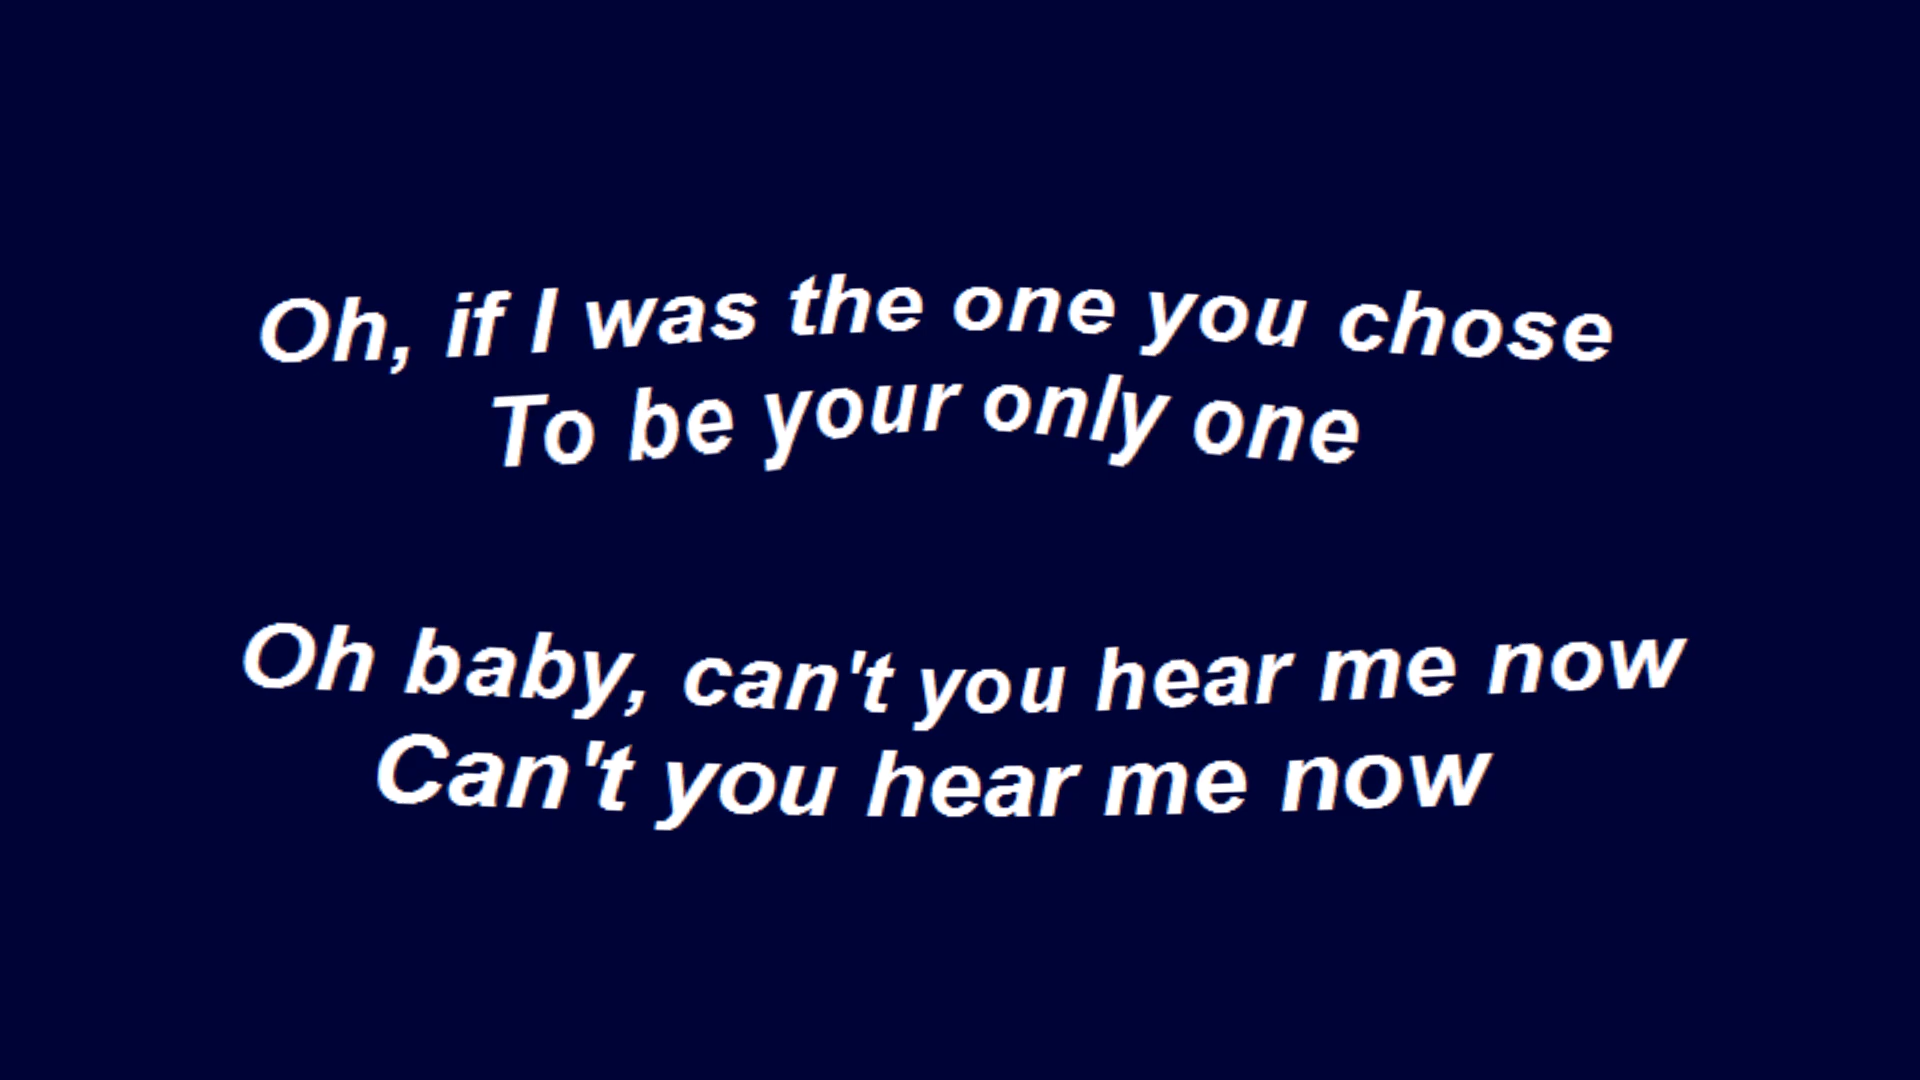 Oh, if I was the one you chose
To be your only one
Oh baby, can't you hear me now
Can't you hear me now